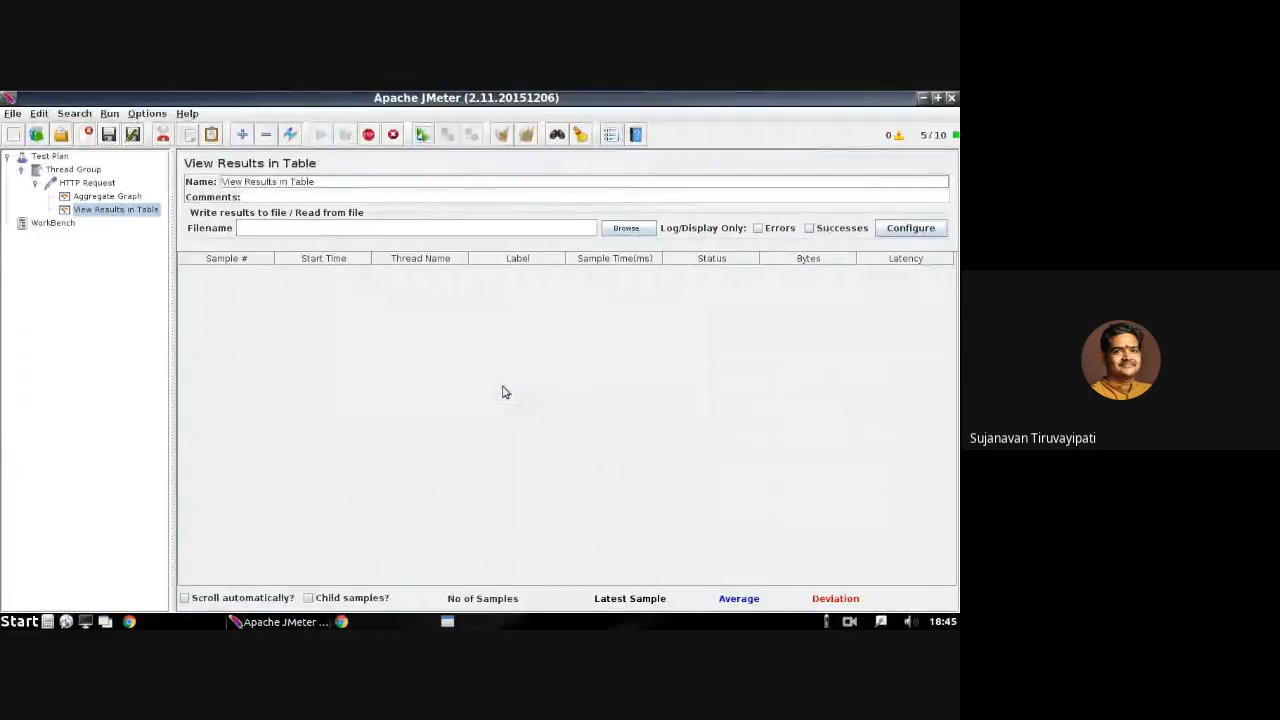 Apache JMeter (2.11.20151206)
File Edit Search Run Options Help
0 5 / 10
Test Plan
Thread Group
HTTP Request
Aggregate Graph
View Results in Table
WorkBench
View Results in Table
Name: View Results in Table
Comments:
Write results to file / Read from file
Filename Browse Log/Display Only: Errors Successes Configure
Sample # Start Time Thread Name Label Sample Time(ms) Status Bytes Latency
Scroll automatically? Child samples? No of Samples Latest Sample Average Deviation
Start Apache JMeter ... 18:45
Sujanavan Tiruvayipati